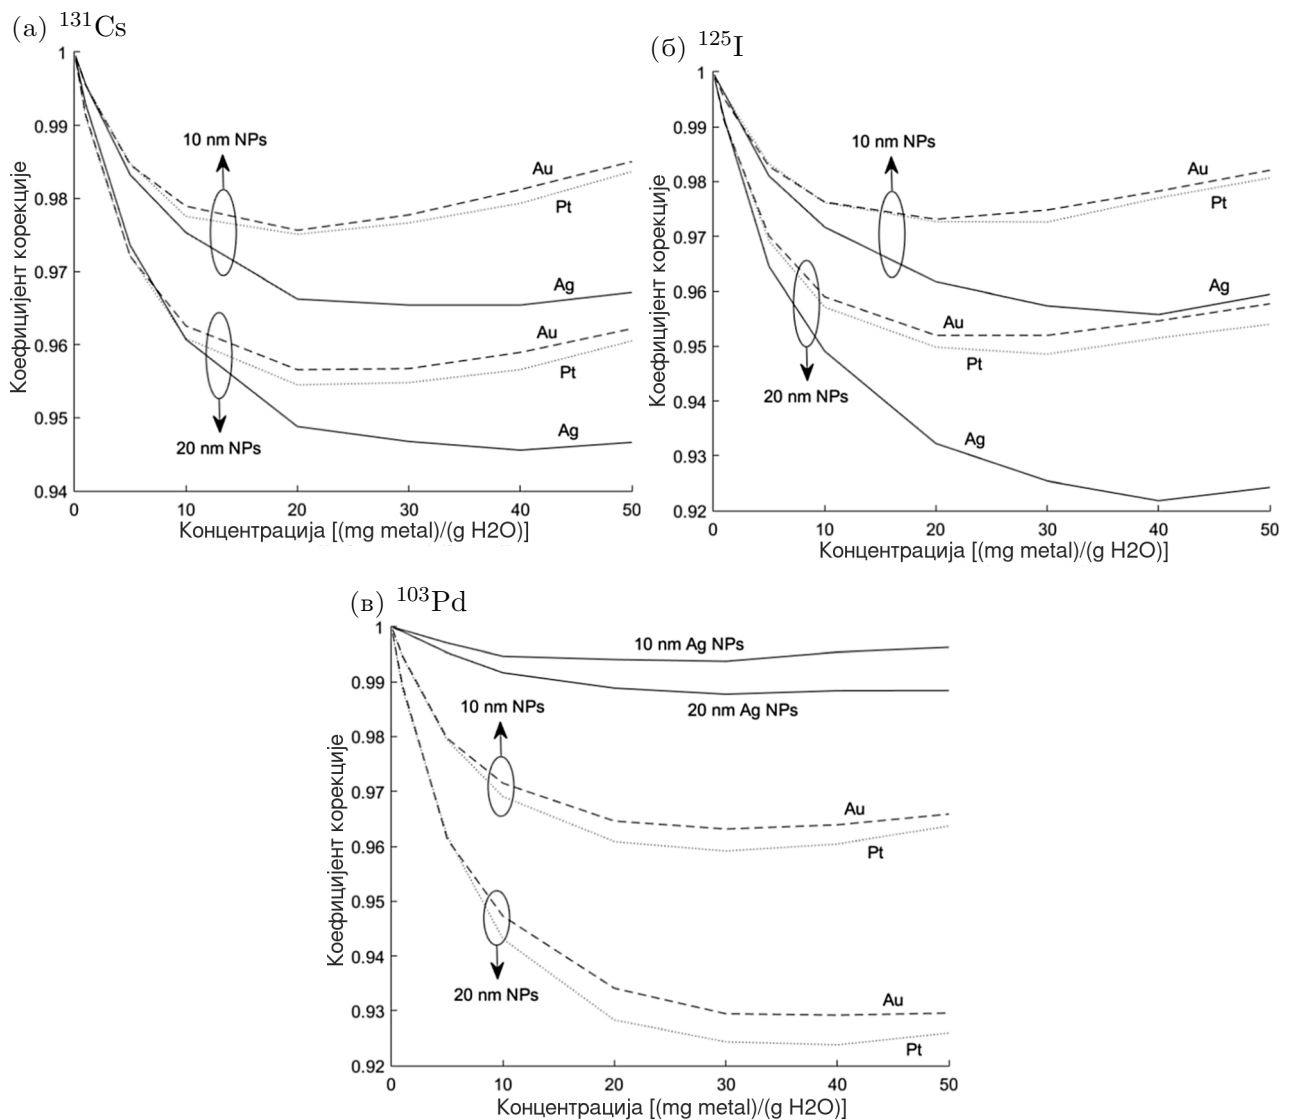 (а) ¹³¹Cs
1
0.99
0.98
0.97
0.96
0.95
0.94
Коефицијент корекције
10 nm NPs
Au
Pt
Ag
Au
Pt
Ag
20 nm NPs
0 10 20 30 40 50
Концентрација [(mg metal)/(g H2O)]
(б) ¹²⁵I
1
0.99
0.98
0.97
0.96
0.95
0.94
0.93
0.92
Коефицијент корекције
10 nm NPs
Au
Pt
Ag
Au
Pt
20 nm NPs
Ag
0 10 20 30 40 50
Концентрација [(mg metal)/(g H2O)]
(в) ¹⁰³Pd
1
0.99
0.98
0.97
0.96
0.95
0.94
0.93
0.92
Коефицијент корекције
10 nm Ag NPs
20 nm Ag NPs
10 nm NPs
Au
Pt
20 nm NPs
Au
Pt
0 10 20 30 40 50
Концентрација [(mg metal)/(g H2O)]